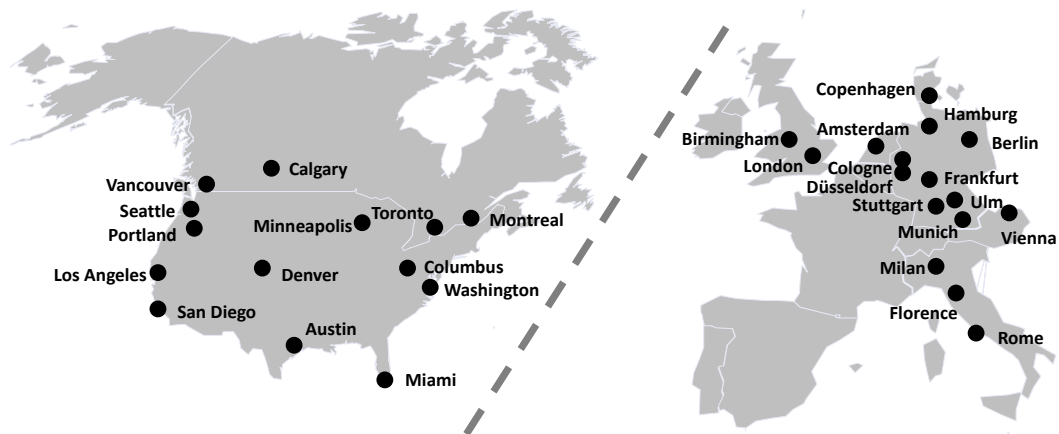 Calgary
Vancouver
Seattle
Portland
Minneapolis
Toronto
Montreal
Los Angeles
Denver
Columbus
Washington
San Diego
Austin
Miami
Copenhagen
Hamburg
Birmingham
Amsterdam
Berlin
London
Cologne
Düsseldorf
Frankfurt
Stuttgart
Ulm
Munich
Vienna
Milan
Florence
Rome